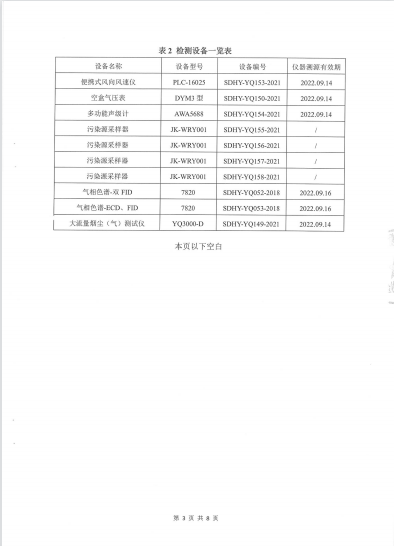 表 2 检测设备一览表
设备名称 设备型号 设备编号 仪器溯源有效期
便携式风向风速仪 PLC-16025 SDHY-YQ153-2021 2022.09.14
空盒气压表 DYM3 型 SDHY-YQ150-2021 2022.09.14
多功能声级计 AWA5688 SDHY-YQ154-2021 2022.09.14
污染源采样器 JK-WRY001 SDHY-YQ155-2021 /
污染源采样器 JK-WRY001 SDHY-YQ156-2021 /
污染源采样器 JK-WRY001 SDHY-YQ157-2021 /
污染源采样器 JK-WRY001 SDHY-YQ158-2021 /
气相色谱-双 FID 7820 SDHY-YQ052-2018 2022.09.16
气相色谱-ECD、FID 7820 SDHY-YQ053-2018 2022.09.16
大流量烟尘（气）测试仪 YQ3000-D SDHY-YQ149-2021 2022.09.14
本页以下空白
第 3 页 共 8 页